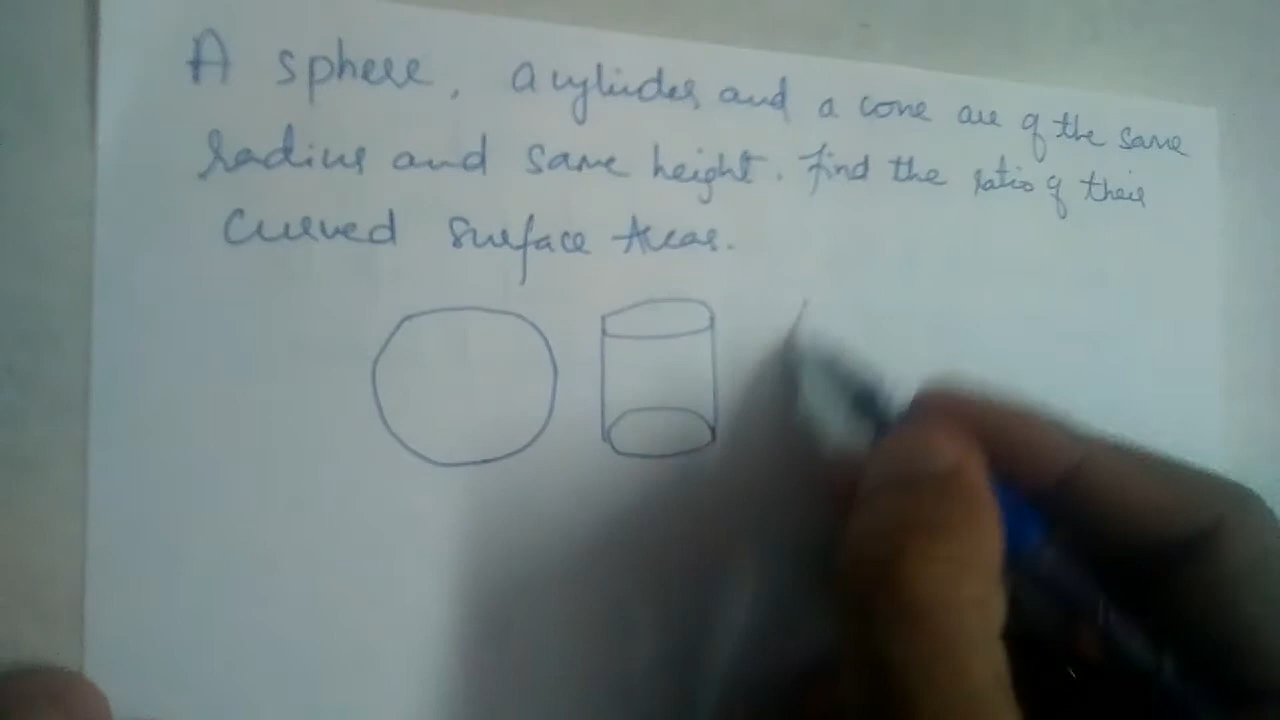 A sphere, a cylinder, and a cone are of the same
radius and same height. find the ratio of their
Curved Surface Areas.